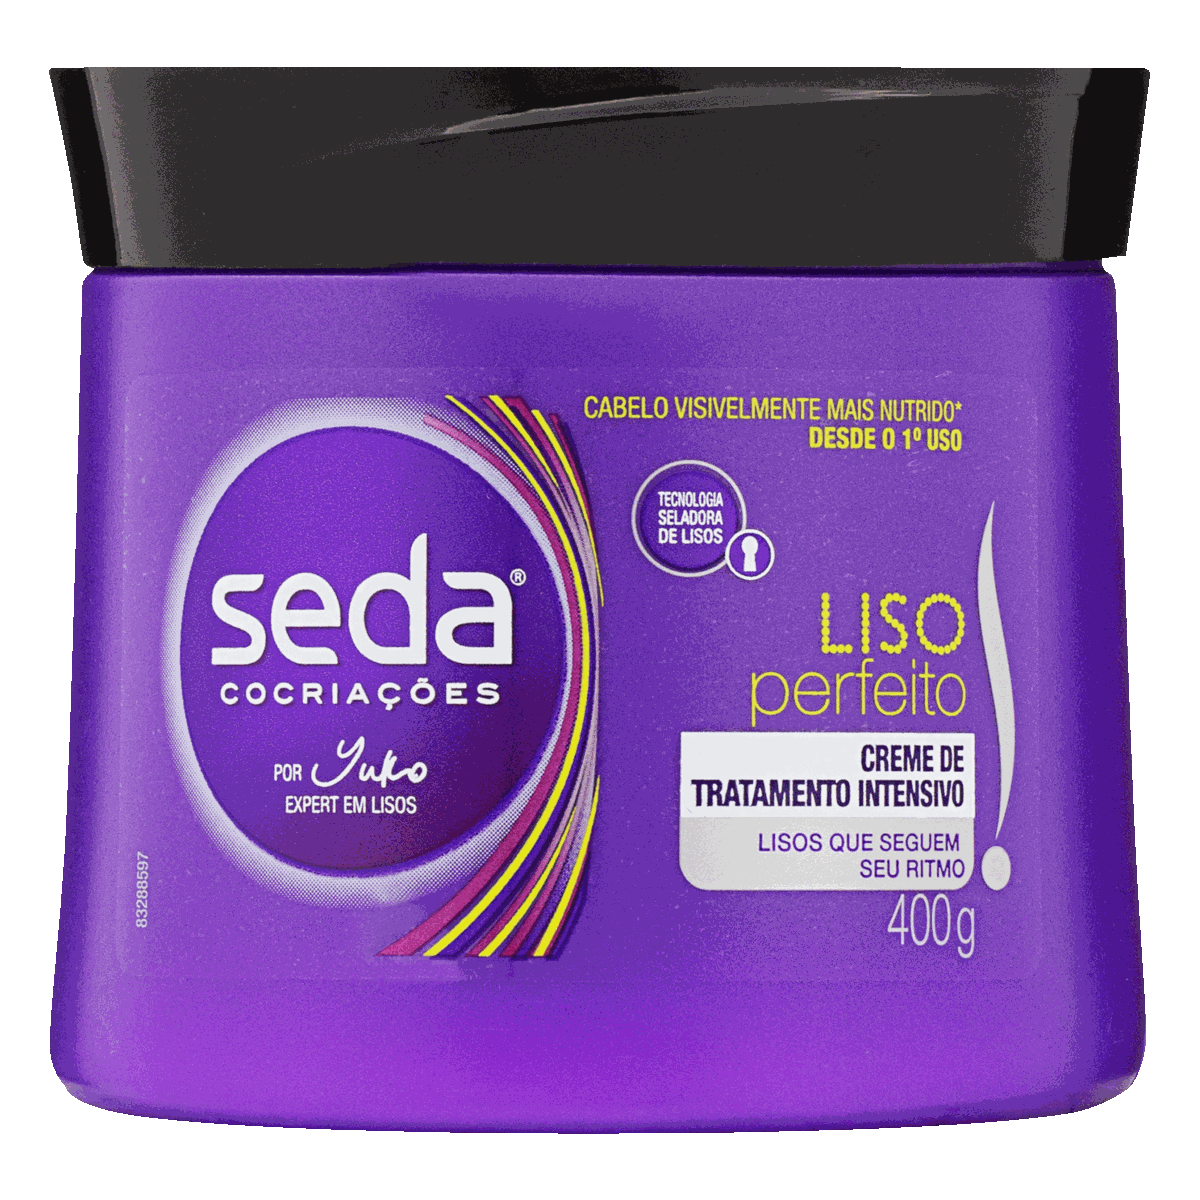 CABELO VISIVELMENTE MAIS NUTRIDO*
DESDE O 1º USO
TECNOLOGIA
SELADORA
DE LISOS
seda®
COCRIAÇÕES
POR Yuko
EXPERT EM LISOS
LISO
perfeito
CREME DE
TRATAMENTO INTENSIVO
LISOS QUE SEGUEM
SEU RITMO
400g
83288597